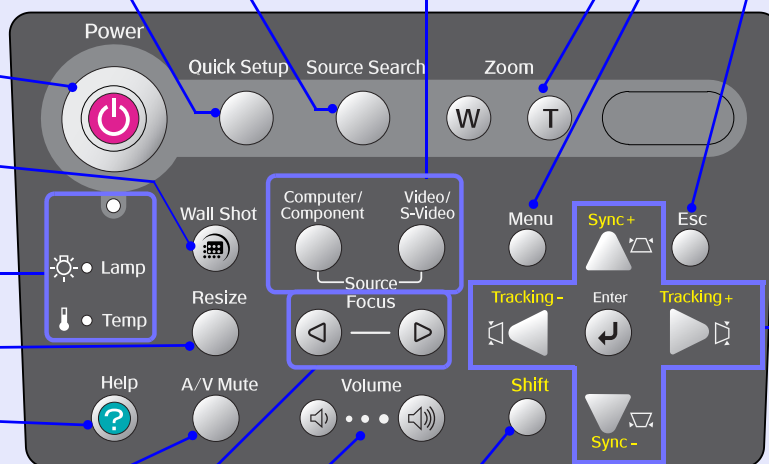 Power
Quick Setup
Source Search
Zoom
W
T
Wall Shot
Computer/
Component
Video/
S-Video
Source
Menu
Sync+
Esc
Lamp
Temp
Resize
Focus
Tracking-
Enter
Tracking+
Help
?
A/V Mute
Volume
Shift
Sync-